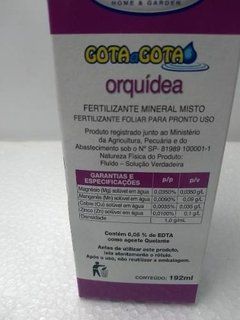 HOME & GARDEN
GOTA a GOTA
orquídea
FERTILIZANTE MINERAL MISTO
FERTILIZANTE FOLIAR PARA PRONTO USO
Produto registrado junto ao Ministério
da Agricultura, Pecuária e do
Abastecimento sob o Nº SP- 81989 100001-1
Natureza Física do Produto:
Fluido – Solução Verdadeira
GARANTIAS E ESPECIFICAÇÕES p/p p/v
Magnésio (Mg) solúvel em água 0,0350% 0,0350 g/L
Manganês (Mn) solúvel em água 0,0090% 0,09 g/L
Cobre (Cu) solúvel em água 0,0035% 0,035 g/L
Zinco (Zn) solúvel em água 0,0100% 0,1 g/L
Densidade 1,0 g/mL
Contém 0,05 % de EDTA
como agente Quelante
Antes de utilizar este produto,
leia atentamente o rótulo.
Após o uso, não reutilizar a embalagem.
CONTEÚDO: 192ml